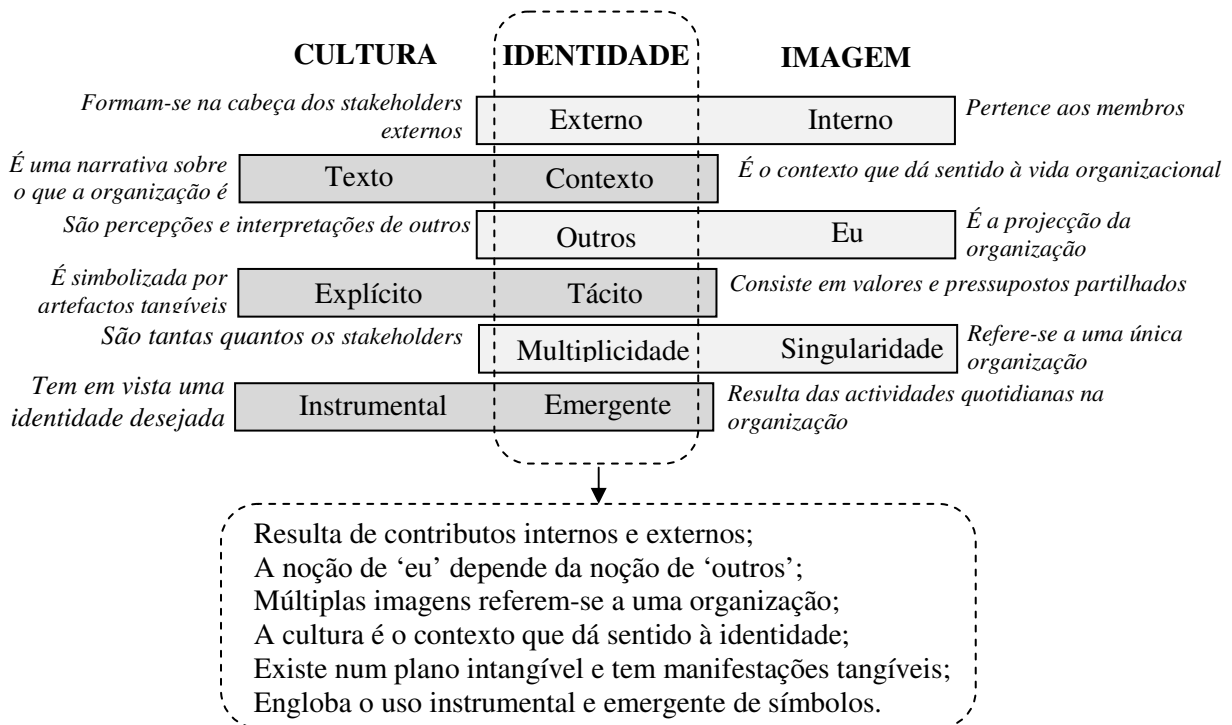 CULTURA IDENTIDADE IMAGEM
Formam-se na cabeça dos stakeholders
externos
Externo Interno
Pertence aos membros
É uma narrativa sobre
o que a organização é
Texto Contexto
É o contexto que dá sentido à vida organizacional
São percepções e interpretações de outros
Outros Eu
É a projecção da
organização
É simbolizada por
artefactos tangíveis
Explícito Tácito
Consiste em valores e pressupostos partilhados
São tantas quantos os stakeholders
Multiplicidade Singularidade
Refere-se a uma única
organização
Tem em vista uma
identidade desejada
Instrumental Emergente
Resulta das actividades quotidianas na
organização
Resulta de contributos internos e externos;
A noção de ‘eu’ depende da noção de ‘outros’;
Múltiplas imagens referem-se a uma organização;
A cultura é o contexto que dá sentido à identidade;
Existe num plano intangível e tem manifestações tangíveis;
Engloba o uso instrumental e emergente de símbolos.